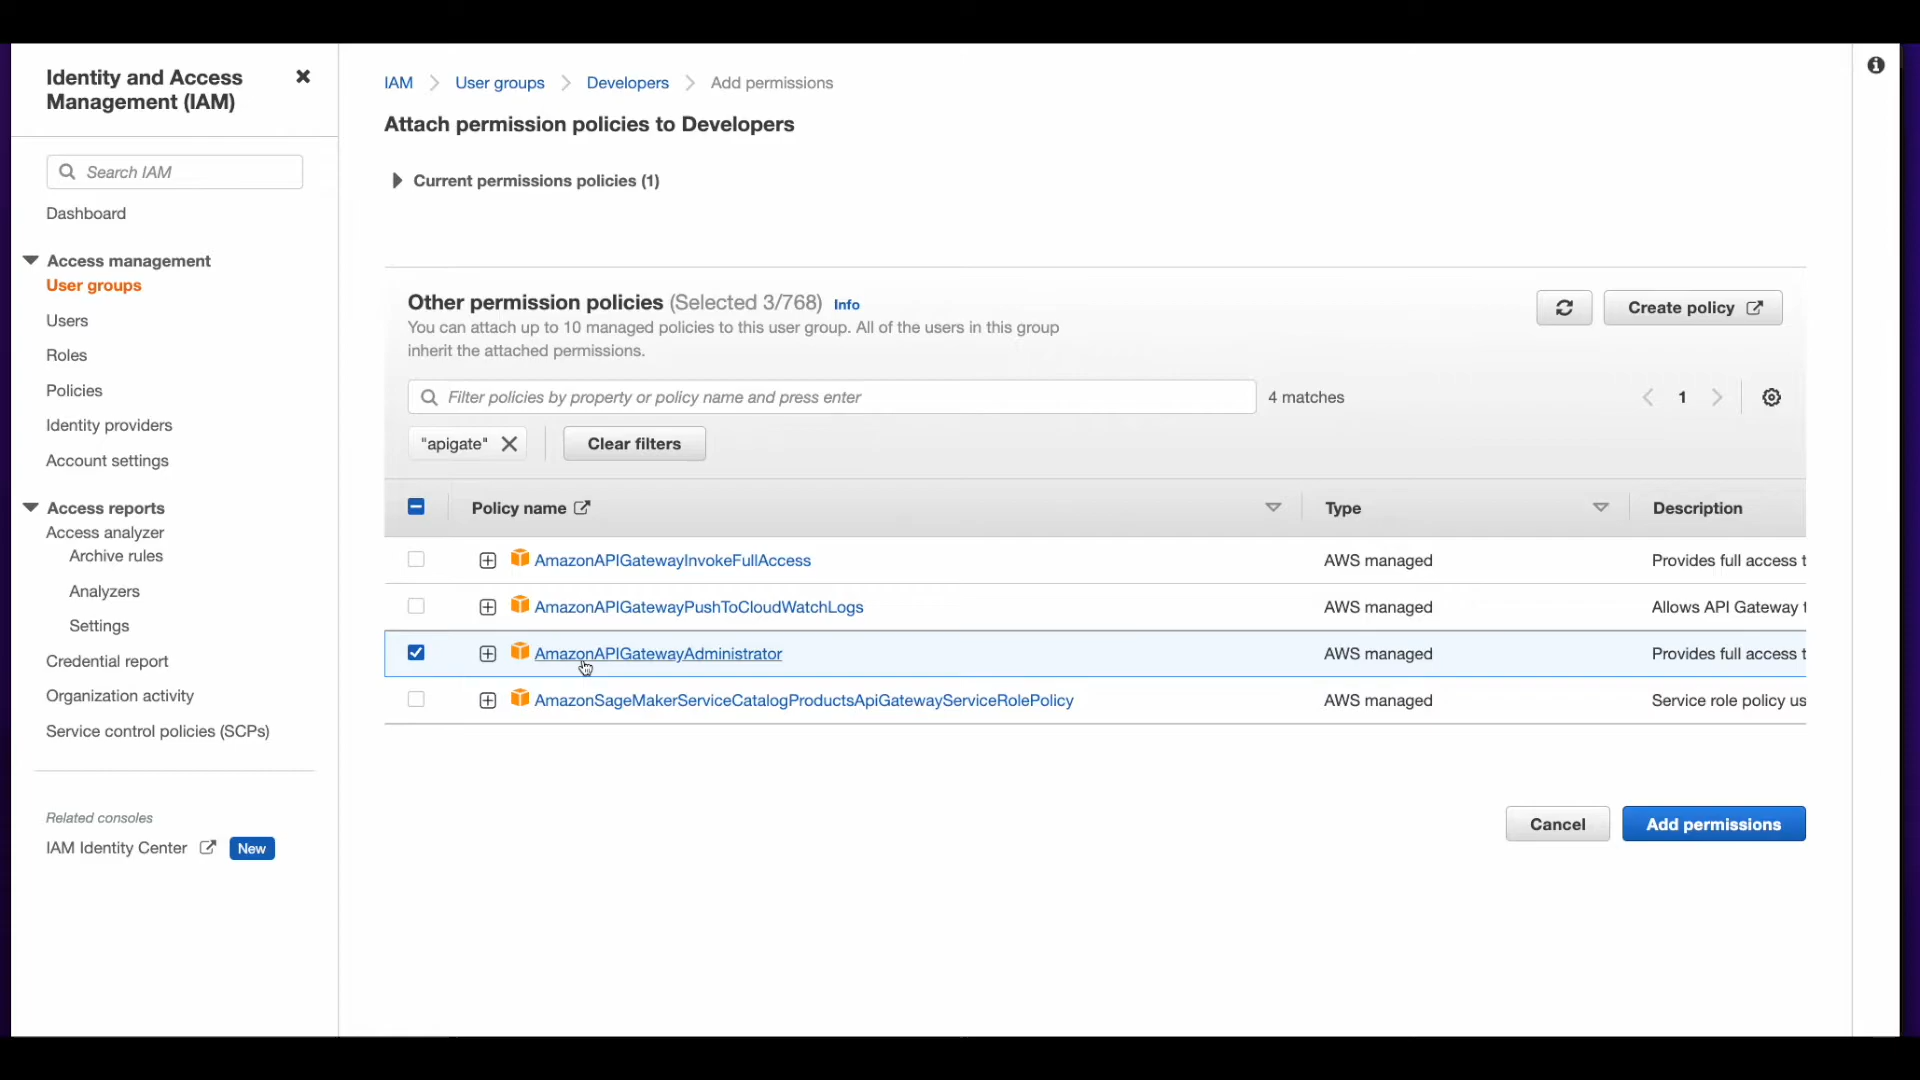 Identity and Access
Management (IAM)
Search IAM
Dashboard
Access management
User groups
Users
Roles
Policies
Identity providers
Account settings
Access reports
Access analyzer
Archive rules
Analyzers
Settings
Credential report
Organization activity
Service control policies (SCPs)
Related consoles
IAM Identity Center New
IAM User groups Developers Add permissions
Attach permission policies to Developers
Current permissions policies (1)
Other permission policies (Selected 3/768) Info
You can attach up to 10 managed policies to this user group. All of the users in this group
inherit the attached permissions.
Create policy
Filter policies by property or policy name and press enter
4 matches
1
"apigate"
Clear filters
Policy name Type Description
AmazonAPIGatewayInvokeFullAccess AWS managed Provides full access t
AmazonAPIGatewayPushToCloudWatchLogs AWS managed Allows API Gateway
AmazonAPIGatewayAdministrator AWS managed Provides full access t
AmazonSageMakerServiceCatalogProductsApiGatewayServiceRolePolicy AWS managed Service role policy us
Cancel
Add permissions